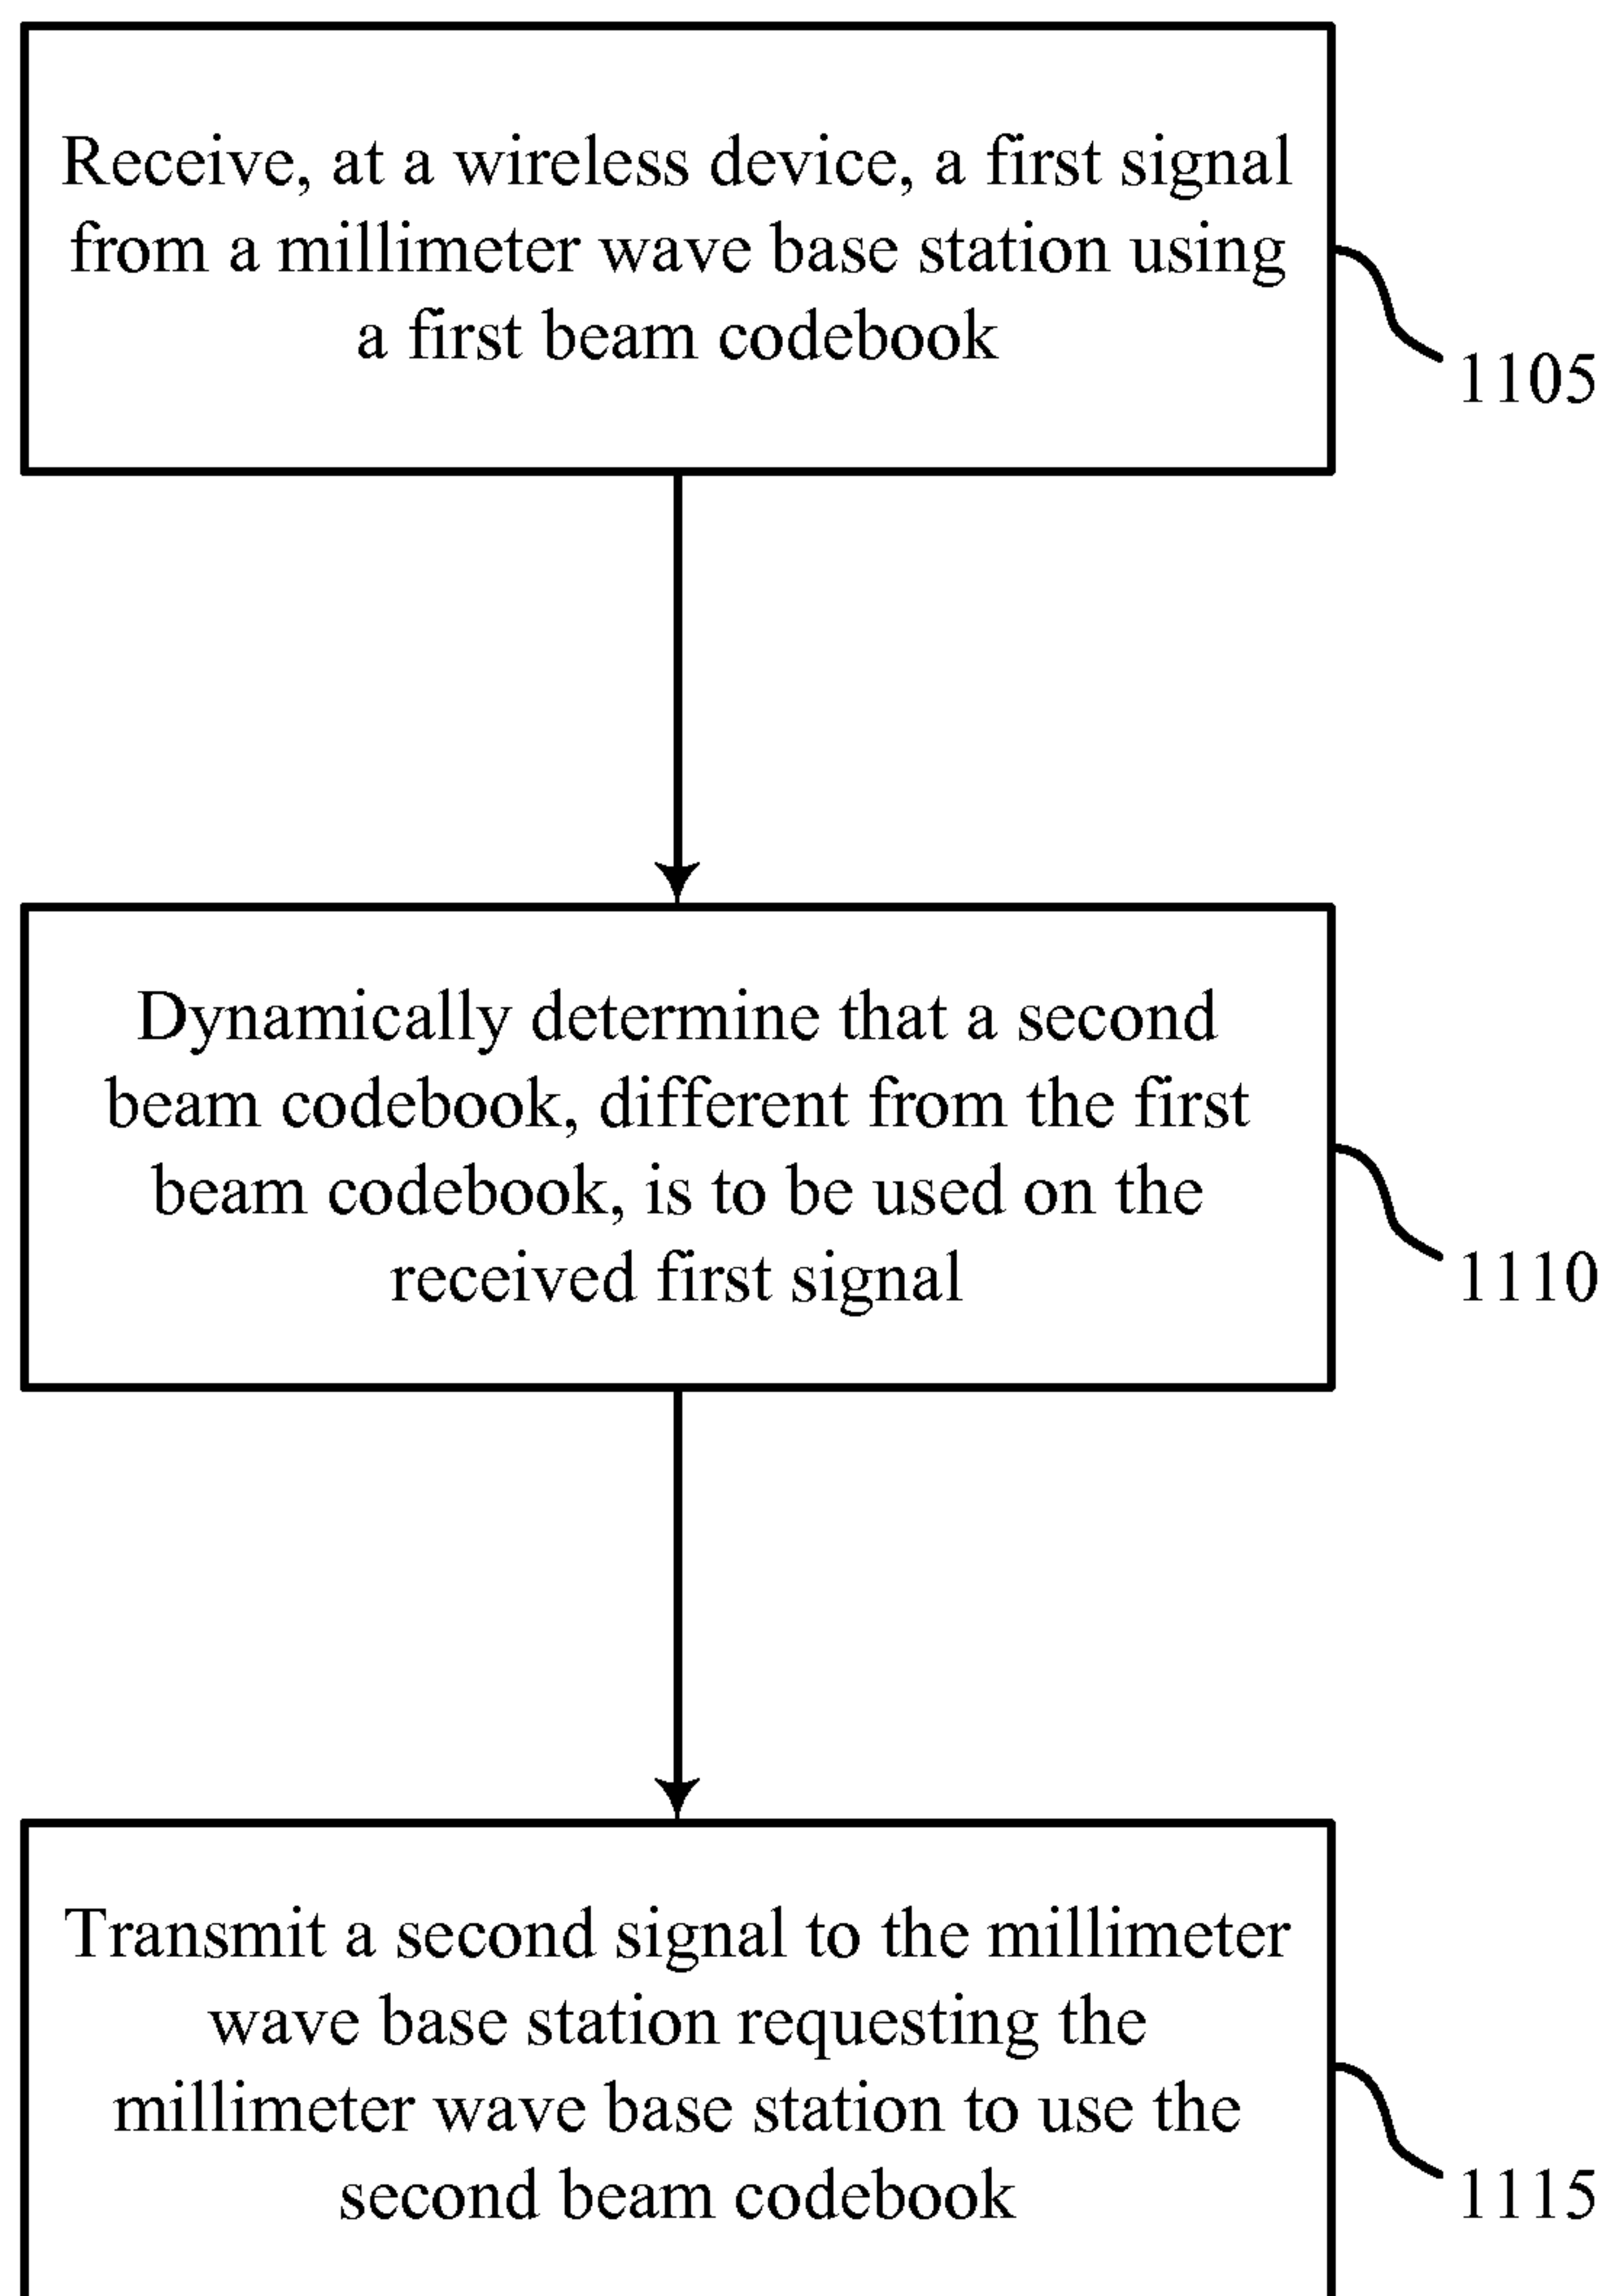 Receive, at a wireless device, a first signal
from a millimeter wave base station using
a first beam codebook
1105
Dynamically determine that a second
beam codebook, different from the first
beam codebook, is to be used on the
received first signal
1110
Transmit a second signal to the millimeter
wave base station requesting the
millimeter wave base station to use the
second beam codebook
1115